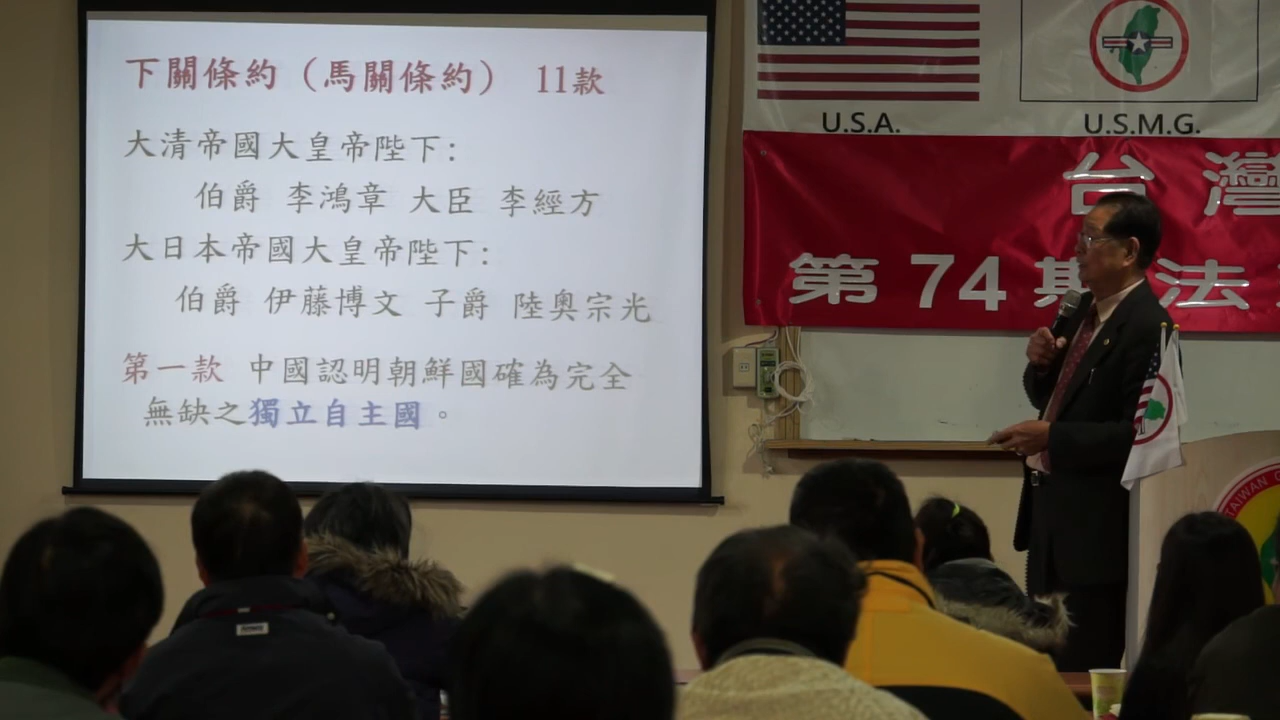 下關條約（馬關條約） 11款
大清帝國大皇帝陛下:
伯爵 李鴻章 大臣 李經方
大日本帝國大皇帝陛下:
伯爵 伊藤博文 子爵 陸奧宗光
第一款 中國認明朝鮮國確為完全
無缺之獨立自主國。
U.S.A.
U.S.M.G.
台灣
第74期法
TAIWAN